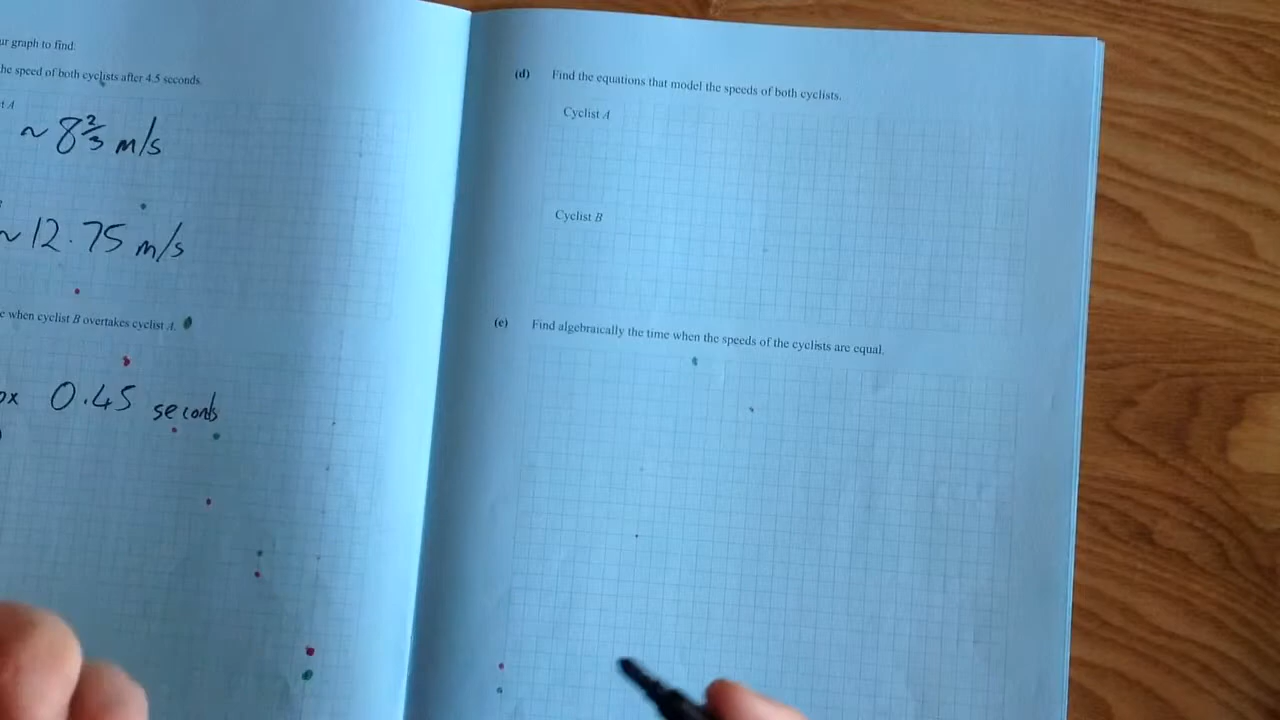 ur graph to find:
he speed of both cyclists after 4.5 seconds.
t A
~ 8 2/3 m/s
~ 12.75 m/s
e when cyclist B overtakes cyclist A.
ox 0.45 seconds
(d) Find the equations that model the speeds of both cyclists.
Cyclist A
Cyclist B
(e) Find algebraically the time when the speeds of the cyclists are equal.